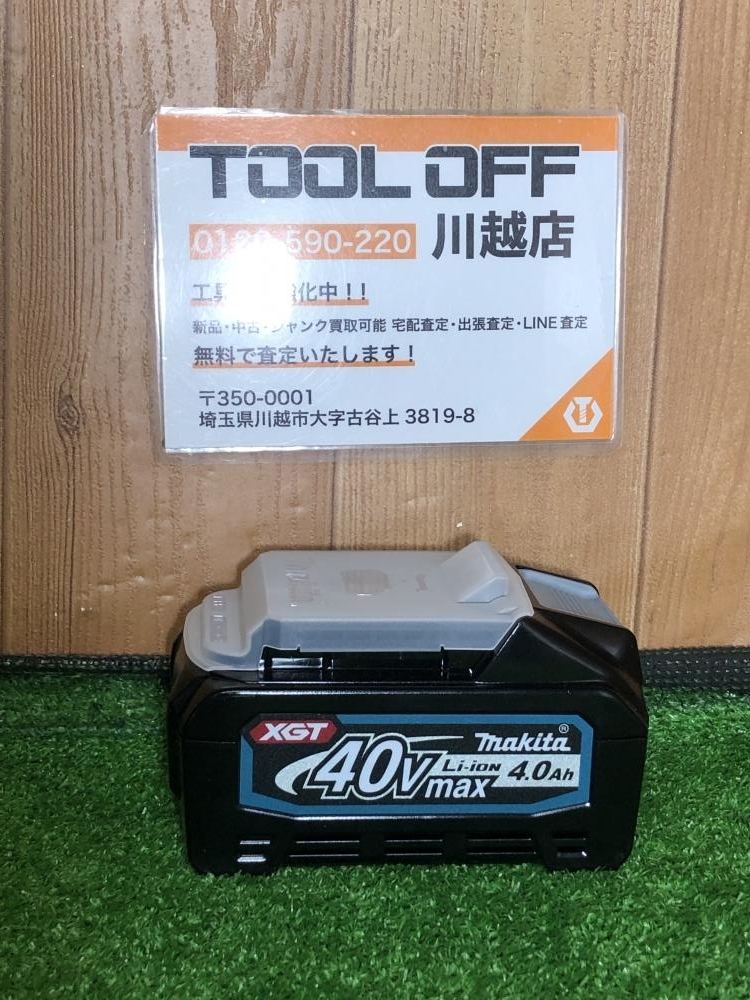 TOOL OFF
590-220 川越店
化中!!
新品・中古・ジャンク買取可能 宅配査定・出張査定・LINE査定
無料で査定いたします!
〒350-0001
埼玉県川越市大字古谷上 3819-8
XGT
40Vmax
Li-ion
makita®
4.0Ah